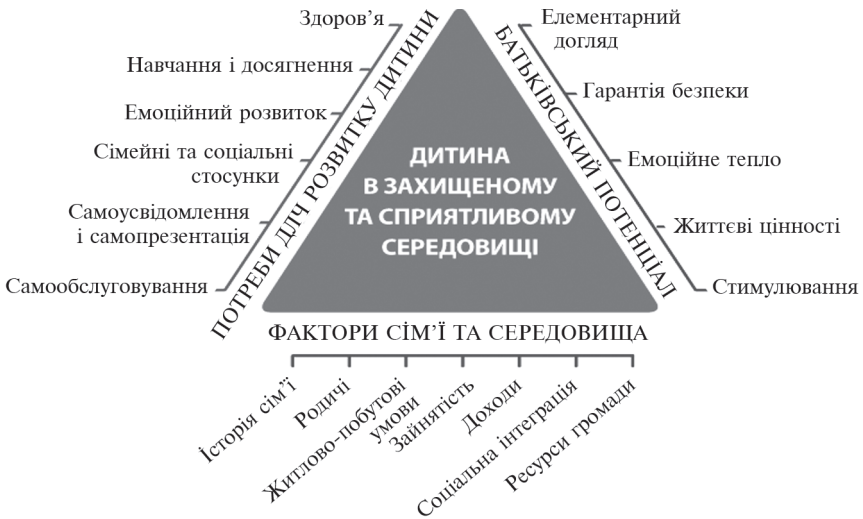 Здоров’я
Навчання і досягнення
Емоційний розвиток
Сімейні та соціальні
стосунки
Самоусвідомлення
і самопрезентація
Самообслуговування
ПОТРЕБИ ДЛЧ РОЗВИТКУ ДИТИНИ
ДИТИНА
В ЗАХИЩЕНОМУ
ТА СПРИЯТЛИВОМУ
СЕРЕДОВИЩІ
БАТЬКІВСЬКИЙ ПОТЕНЦІАЛ
Елементарний
догляд
Гарантія безпеки
Емоційне тепло
Життєві цінності
Стимулювання
ФАКТОРИ СІМ’Ї ТА СЕРЕДОВИЩА
Історія сім’ї
Родичі
Житлово-побутові
умови
Зайнятість
Доходи
Соціальна інтеграція
Ресурси громади